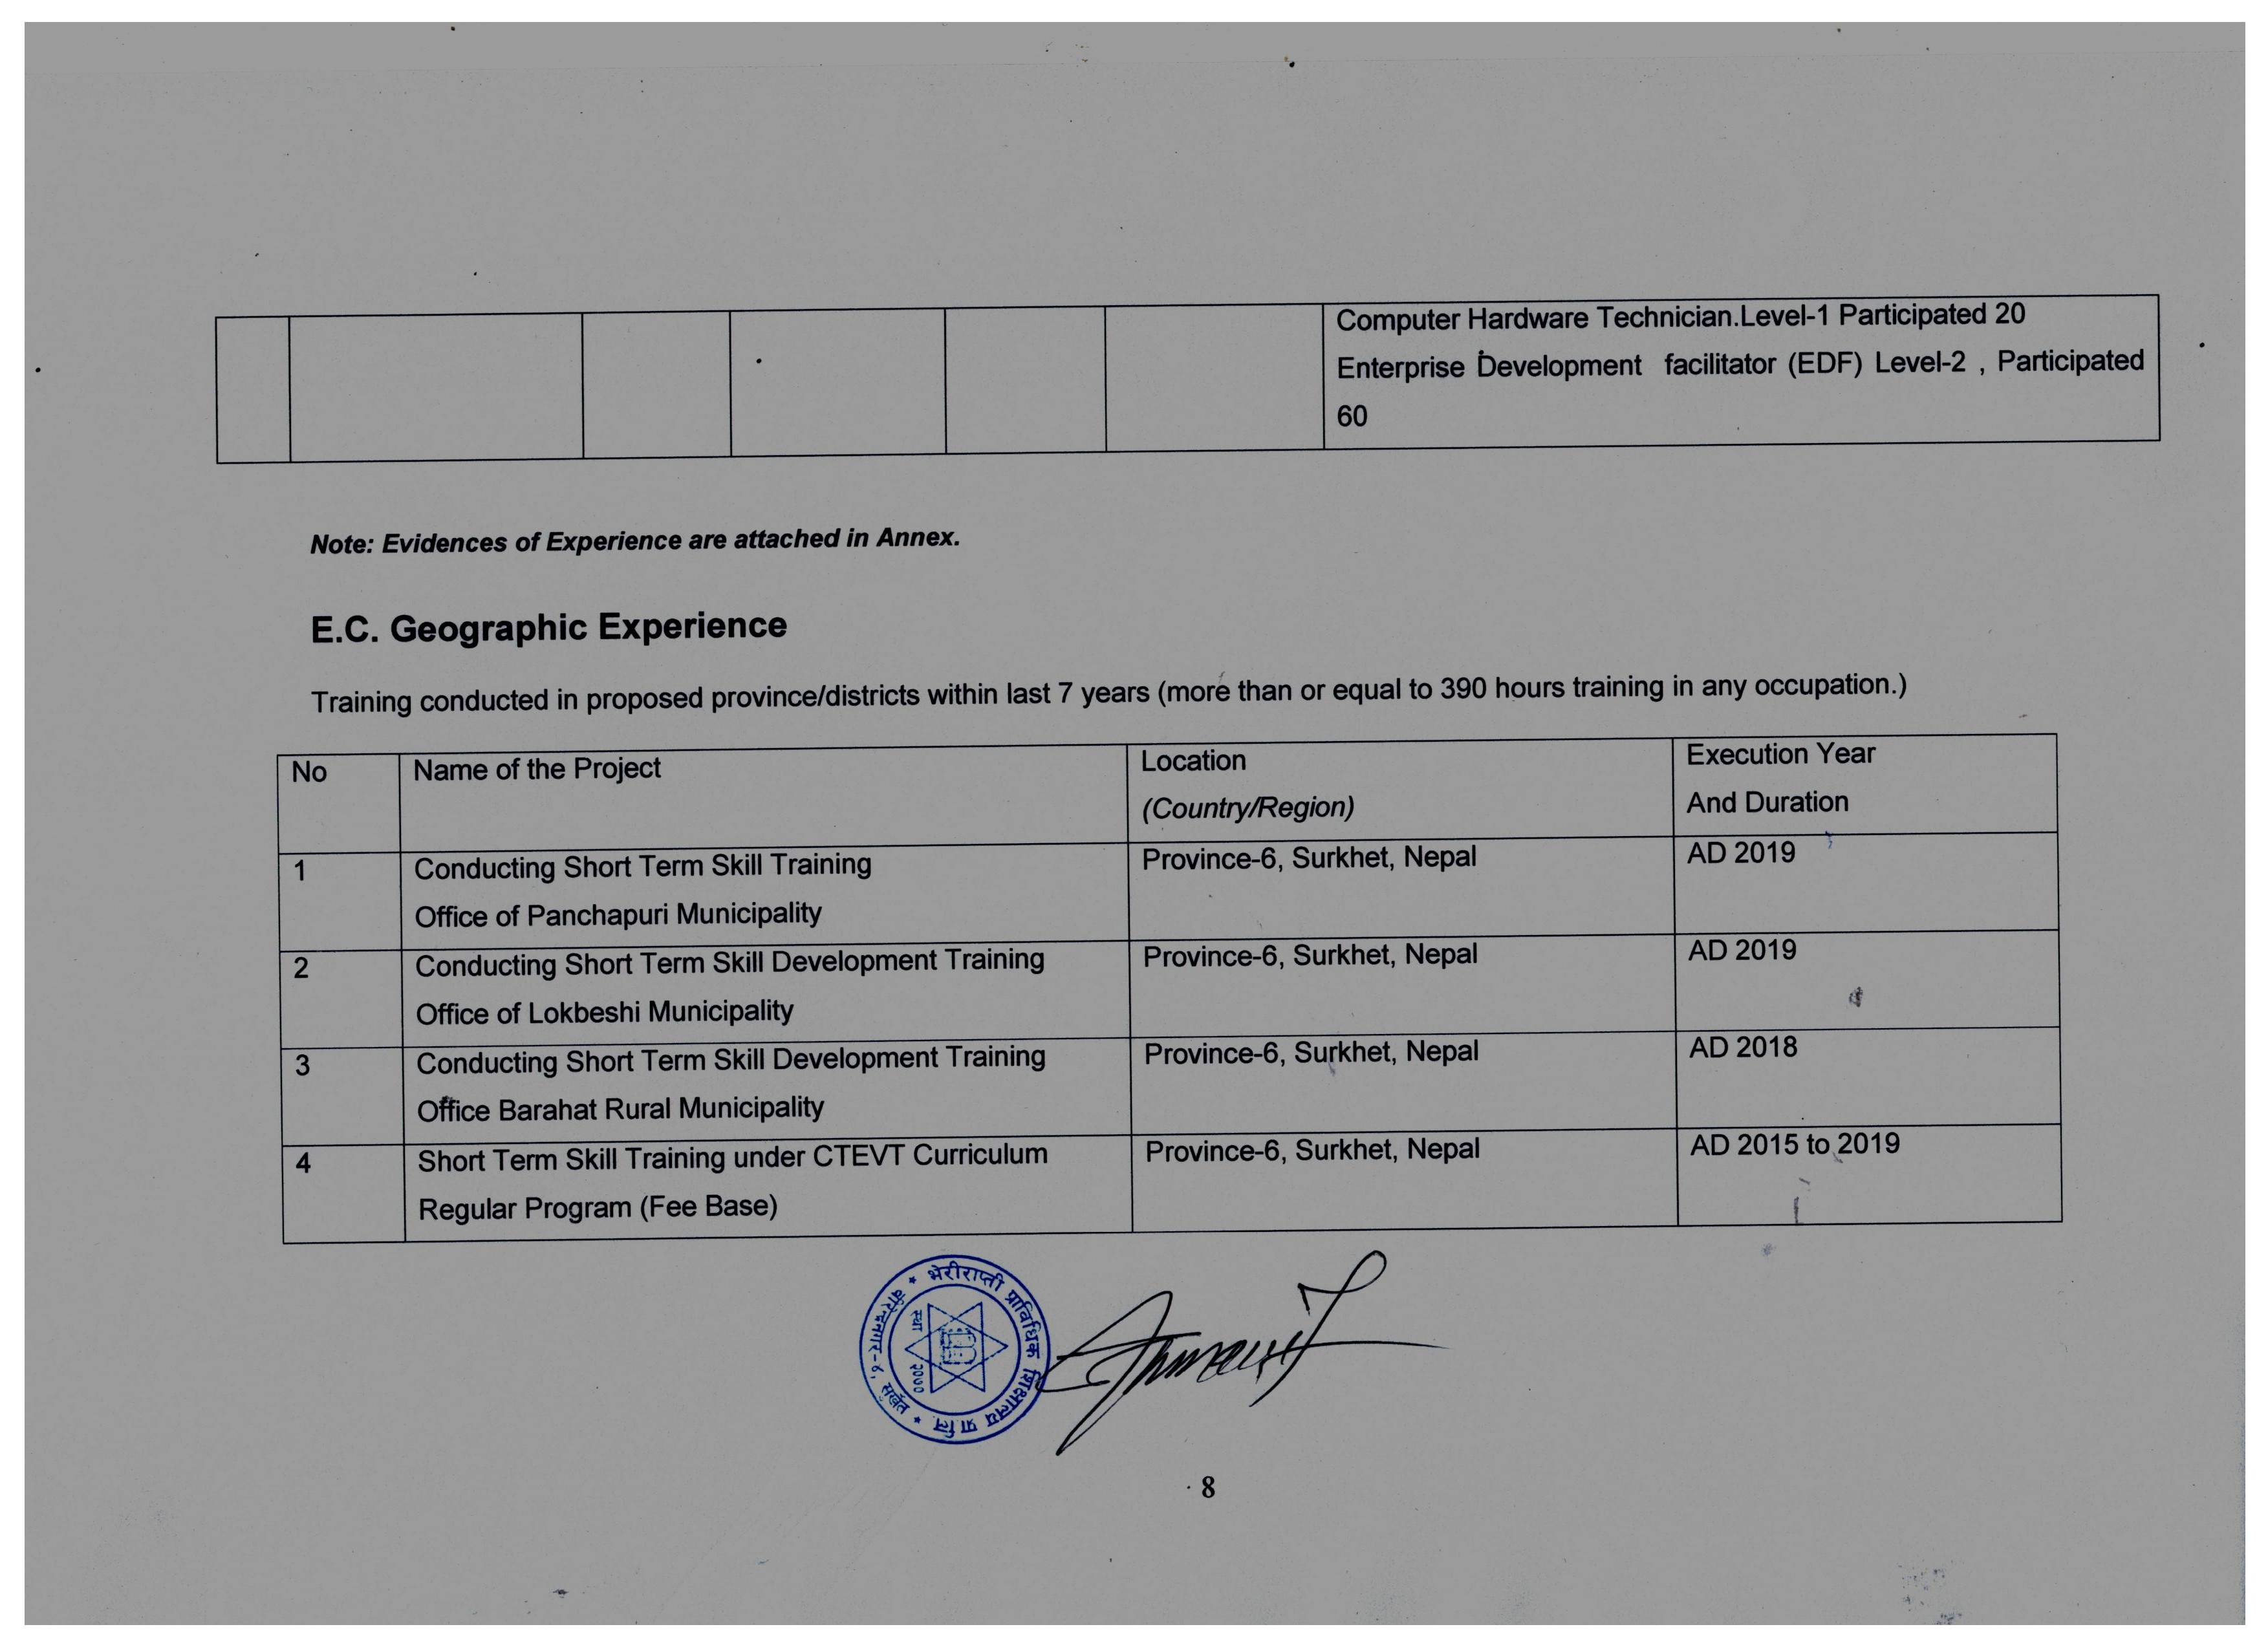 Computer Hardware Technician.Level-1 Participated 20
Enterprise Development facilitator (EDF) Level-2 , Participated
60
Note: Evidences of Experience are attached in Annex.
E.C. Geographic Experience
Training conducted in proposed province/districts within last 7 years (more than or equal to 390 hours training in any occupation.)
No Name of the Project Location Execution Year
(Country/Region) And Duration
1 Conducting Short Term Skill Training Province-6, Surkhet, Nepal AD 2019
Office of Panchapuri Municipality
2 Conducting Short Term Skill Development Training Province-6, Surkhet, Nepal AD 2019
Office of Lokbeshi Municipality
3 Conducting Short Term Skill Development Training Province-6, Surkhet, Nepal AD 2018
Office Barahat Rural Municipality
4 Short Term Skill Training under CTEVT Curriculum Province-6, Surkhet, Nepal AD 2015 to 2019
Regular Program (Fee Base)
* भेरीराप्ती प्राविधिक शिक्षालय प्रा.लि. *
वीरेन्द्रनगर-६, सुर्खेत
8